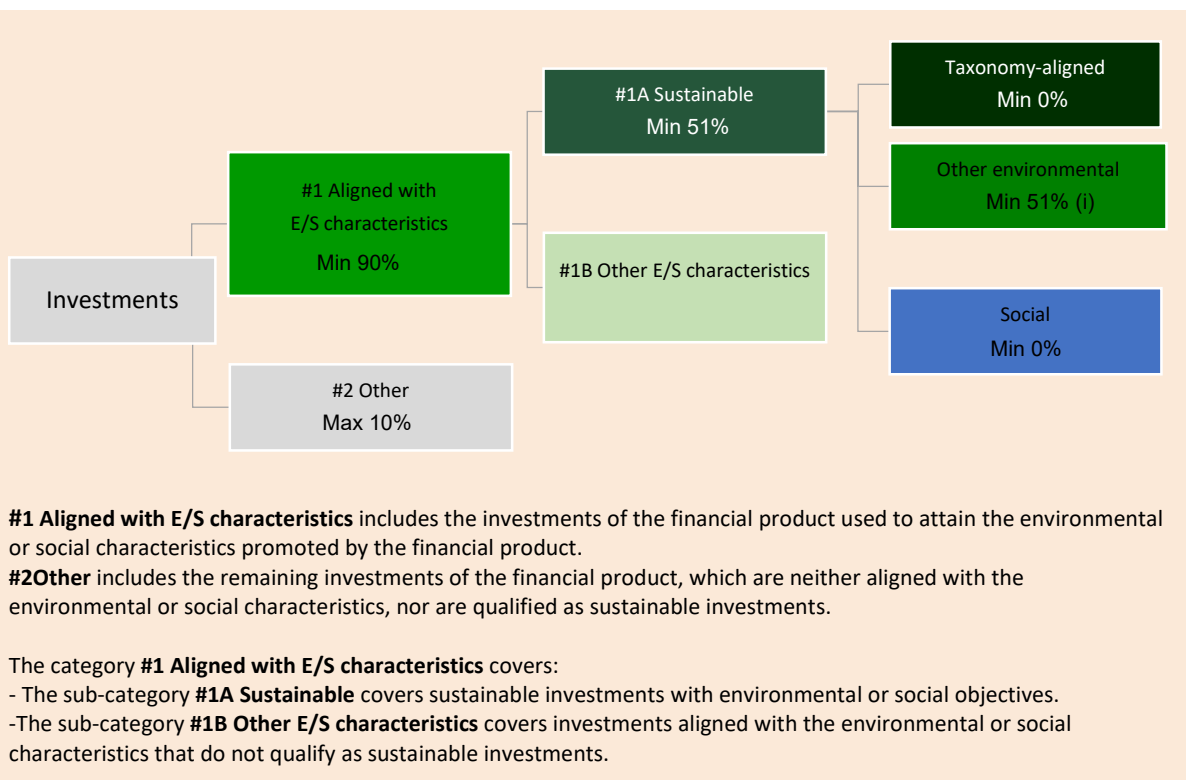 Investments
#1 Aligned with
E/S characteristics
Min 90%
#2 Other
Max 10%
#1A Sustainable
Min 51%
#1B Other E/S characteristics
Taxonomy-aligned
Min 0%
Other environmental
Min 51% (i)
Social
Min 0%
#1 Aligned with E/S characteristics includes the investments of the financial product used to attain the environmental
or social characteristics promoted by the financial product.
#2Other includes the remaining investments of the financial product, which are neither aligned with the
environmental or social characteristics, nor are qualified as sustainable investments.
The category #1 Aligned with E/S characteristics covers:
- The sub-category #1A Sustainable covers sustainable investments with environmental or social objectives.
-The sub-category #1B Other E/S characteristics covers investments aligned with the environmental or social
characteristics that do not qualify as sustainable investments.